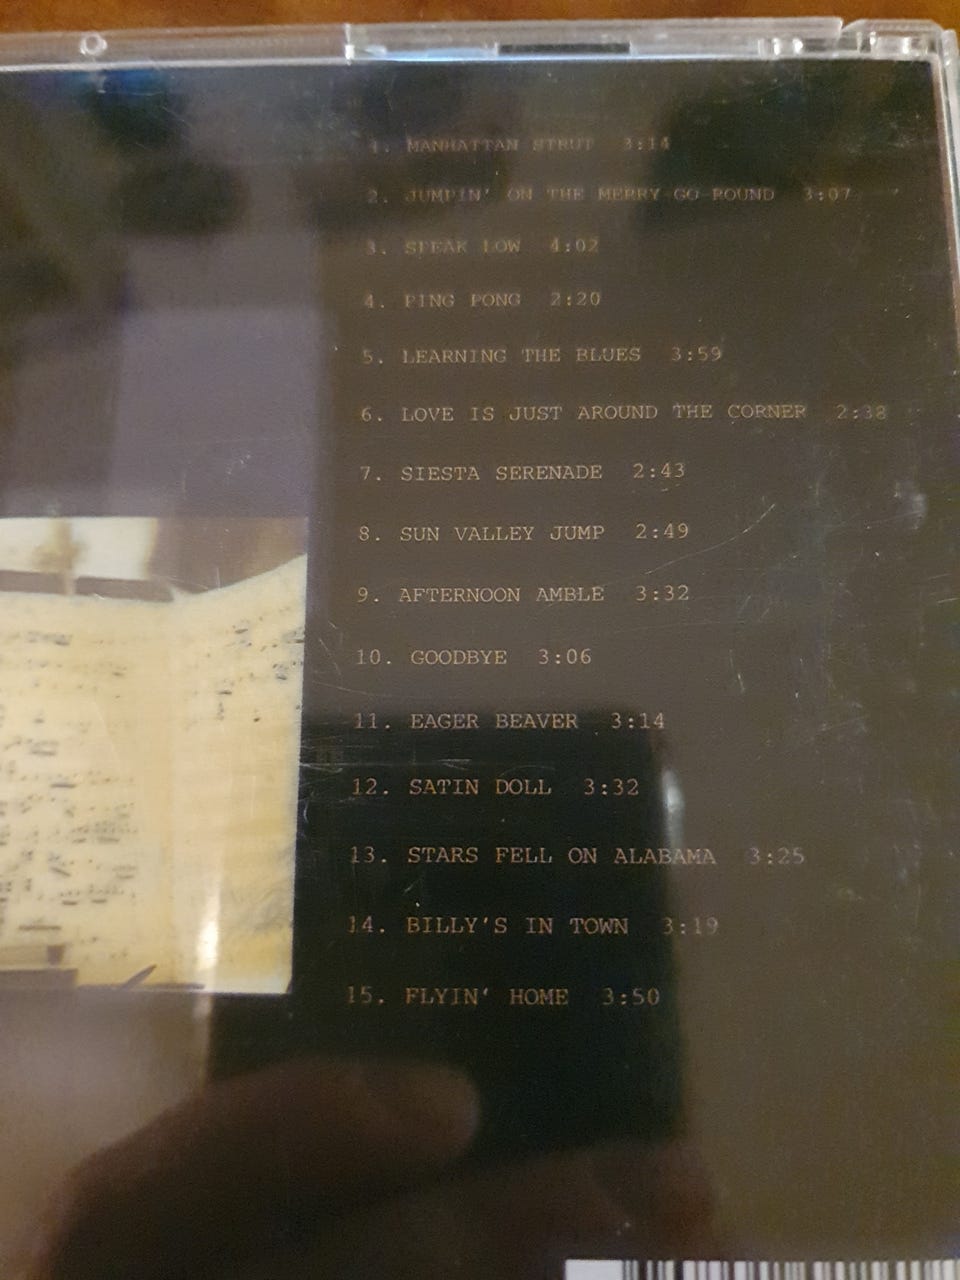 1. MANHATTAN STRUT 3:14
2. JUMPIN' ON THE MERRY GO ROUND 3:07
3. SPEAK LOW 4:02
4. PING PONG 2:20
5. LEARNING THE BLUES 3:59
6. LOVE IS JUST AROUND THE CORNER 2:38
7. SIESTA SERENADE 2:43
8. SUN VALLEY JUMP 2:49
9. AFTERNOON AMBLE 3:32
10. GOODBYE 3:06
11. EAGER BEAVER 3:14
12. SATIN DOLL 3:32
13. STARS FELL ON ALABAMA 3:25
14. BILLY'S IN TOWN 3:19
15. FLYIN' HOME 3:50